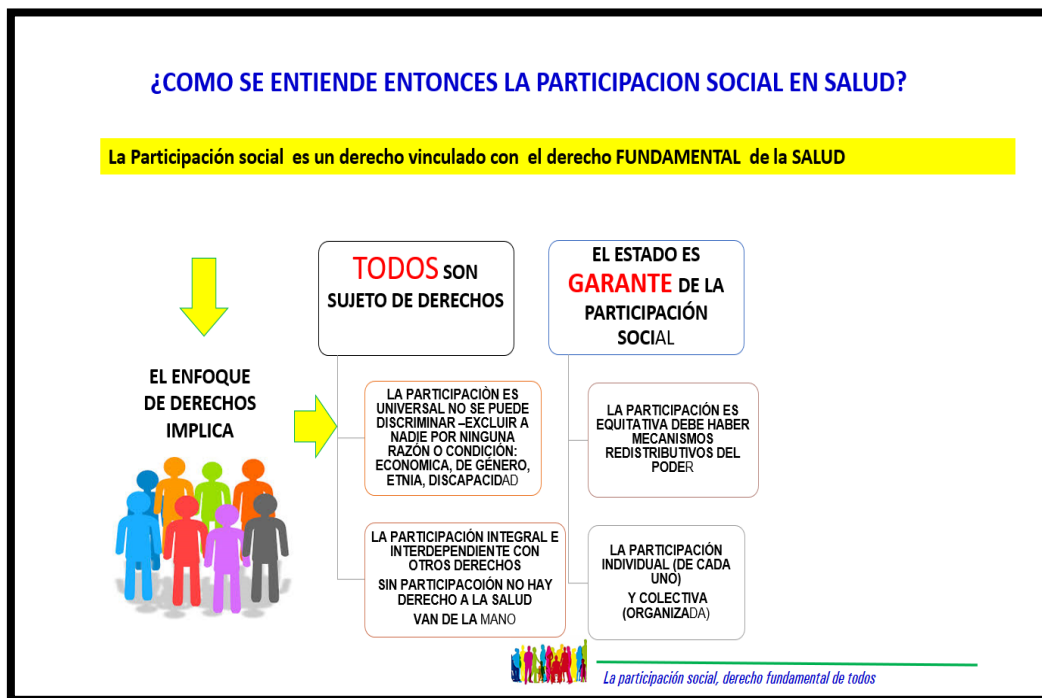 ¿COMO SE ENTIENDE ENTONCES LA PARTICIPACION SOCIAL EN SALUD?
La Participación social es un derecho vinculado con el derecho FUNDAMENTAL de la SALUD
EL ENFOQUE
DE DERECHOS
IMPLICA
TODOS SON
SUJETO DE DERECHOS
LA PARTICIPACIÒN ES
UNIVERSAL NO SE PUEDE
DISCRIMINAR –EXCLUIR A
NADIE POR NINGUNA
RAZÓN O CONDICIÓN:
ECONOMICA, DE GÉNERO,
ETNIA, DISCAPACIDAD
LA PARTICIPACIÓN INTEGRAL E
INTERDEPENDIENTE CON
OTROS DERECHOS
SIN PARTICIPACOIÓN NO HAY
DERECHO A LA SALUD
VAN DE LA MANO
EL ESTADO ES
GARANTE DE LA
PARTICIPACIÓN
SOCIAL
LA PARTICIPACIÓN ES
EQUITATIVA DEBE HABER
MECANISMOS
REDISTRIBUTIVOS DEL
PODER
LA PARTICIPACIÓN
INDIVIDUAL (DE CADA
UNO)
Y COLECTIVA
(ORGANIZADA)
La participación social, derecho fundamental de todos